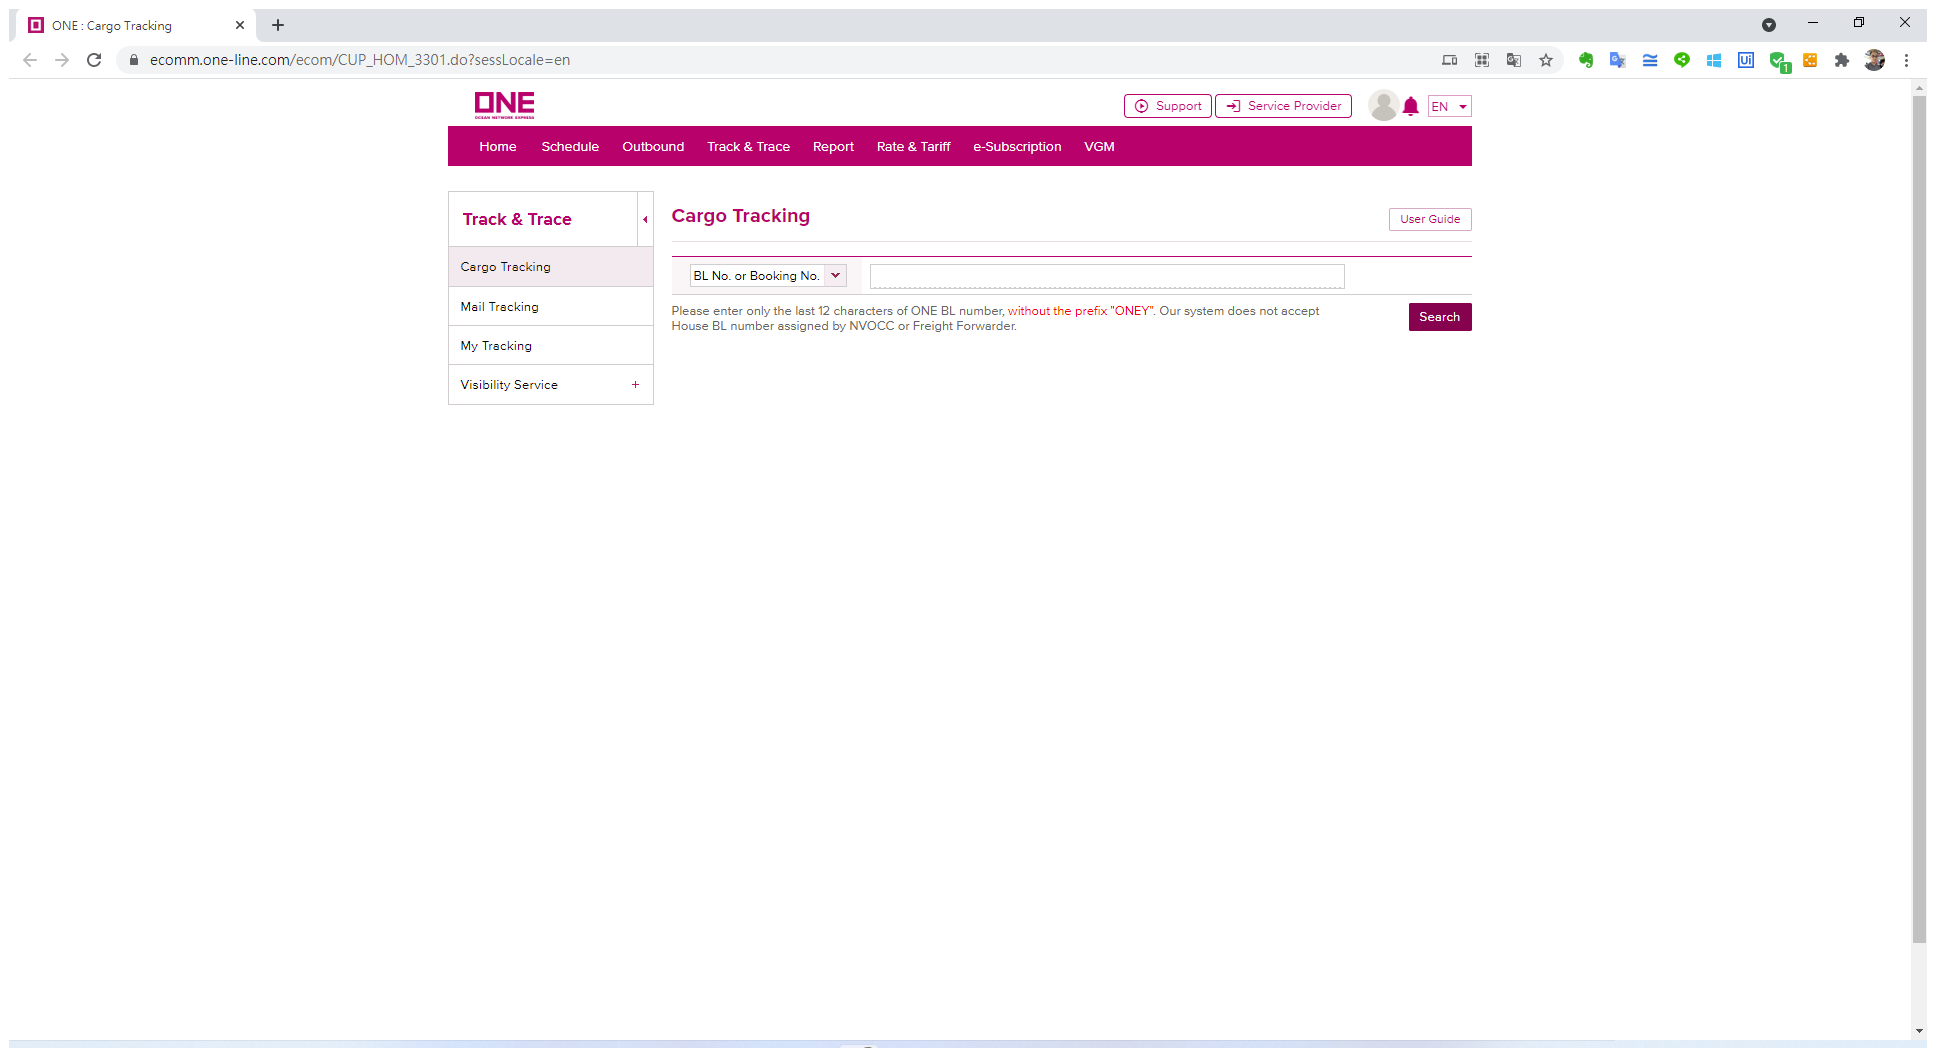 ONE : Cargo Tracking
ecomm.one-line.com/ecom/CUP_HOM_3301.do?sessLocale=en
Ui
1
ONE
OCEAN NETWORK EXPRESS
Support
Service Provider
EN
Home Schedule Outbound Track & Trace Report Rate & Tariff e-Subscription VGM
Track & Trace
Cargo Tracking
Mail Tracking
My Tracking
Visibility Service +
Cargo Tracking
User Guide
BL No. or Booking No.
Please enter only the last 12 characters of ONE BL number, without the prefix "ONEY". Our system does not accept
House BL number assigned by NVOCC or Freight Forwarder.
Search